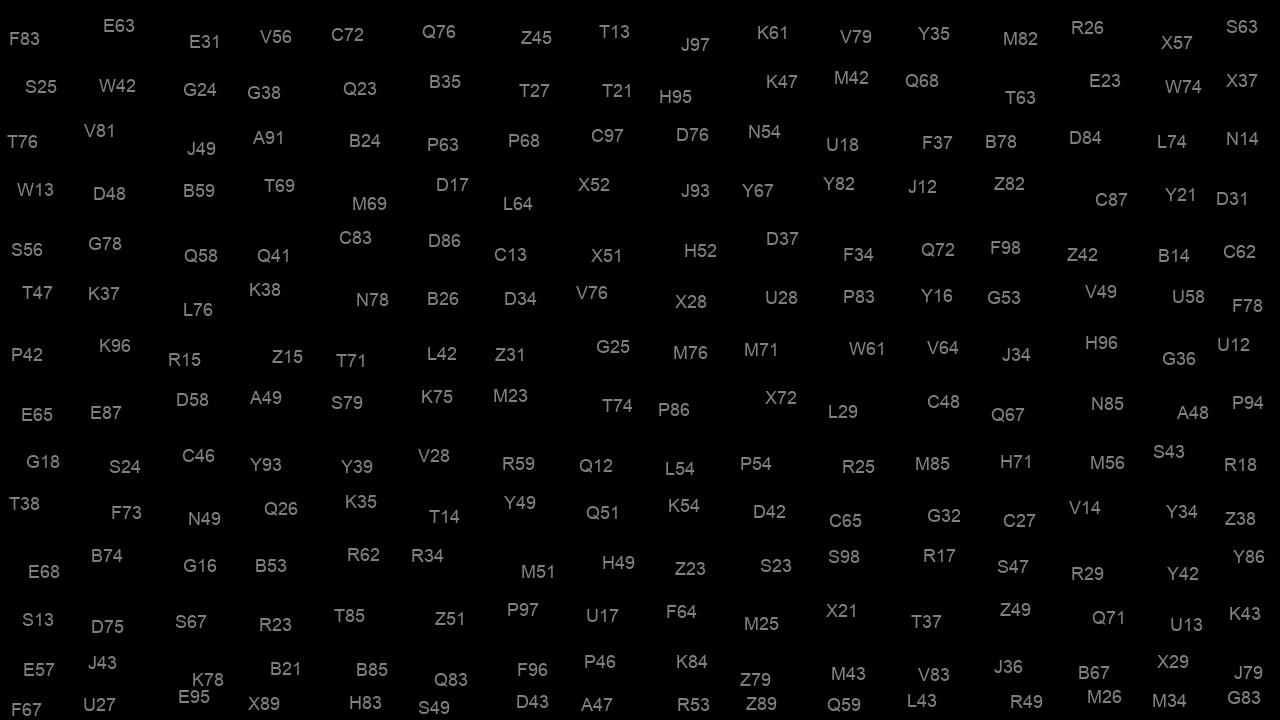 F83 E63 E31 V56 C72 Q76 Z45 T13 J97 K61 V79 Y35 M82 R26 X57 S63
S25 W42 G24 G38 Q23 B35 T27 T21 H95 K47 M42 Q68 T63 E23 W74 X37
T76 V81 J49 A91 B24 P63 P68 C97 D76 N54 U18 F37 B78 D84 L74 N14
W13 D48 B59 T69 M69 D17 L64 X52 J93 Y67 Y82 J12 Z82 C87 Y21 D31
S56 G78 Q58 Q41 C83 D86 C13 X51 H52 D37 F34 Q72 F98 Z42 B14 C62
T47 K37 L76 K38 N78 B26 D34 V76 X28 U28 P83 Y16 G53 V49 U58 F78
P42 K96 R15 Z15 T71 L42 Z31 G25 M76 M71 W61 V64 J34 H96 G36 U12
E65 E87 D58 A49 S79 K75 M23 T74 P86 X72 L29 C48 Q67 N85 A48 P94
G18 S24 C46 Y93 Y39 V28 R59 Q12 L54 P54 R25 M85 H71 M56 S43 R18
T38 F73 N49 Q26 K35 T14 Y49 Q51 K54 D42 C65 G32 C27 V14 Y34 Z38
E68 B74 G16 B53 R62 R34 M51 H49 Z23 S23 S98 R17 S47 R29 Y42 Y86
S13 D75 S67 R23 T85 Z51 P97 U17 F64 M25 X21 T37 Z49 Q71 U13 K43
E57 J43 K78 B21 B85 Q83 F96 P46 K84 Z79 M43 V83 J36 B67 X29 J79
F67 U27 E95 X89 H83 S49 D43 A47 R53 Z89 Q59 L43 R49 M26 M34 G83